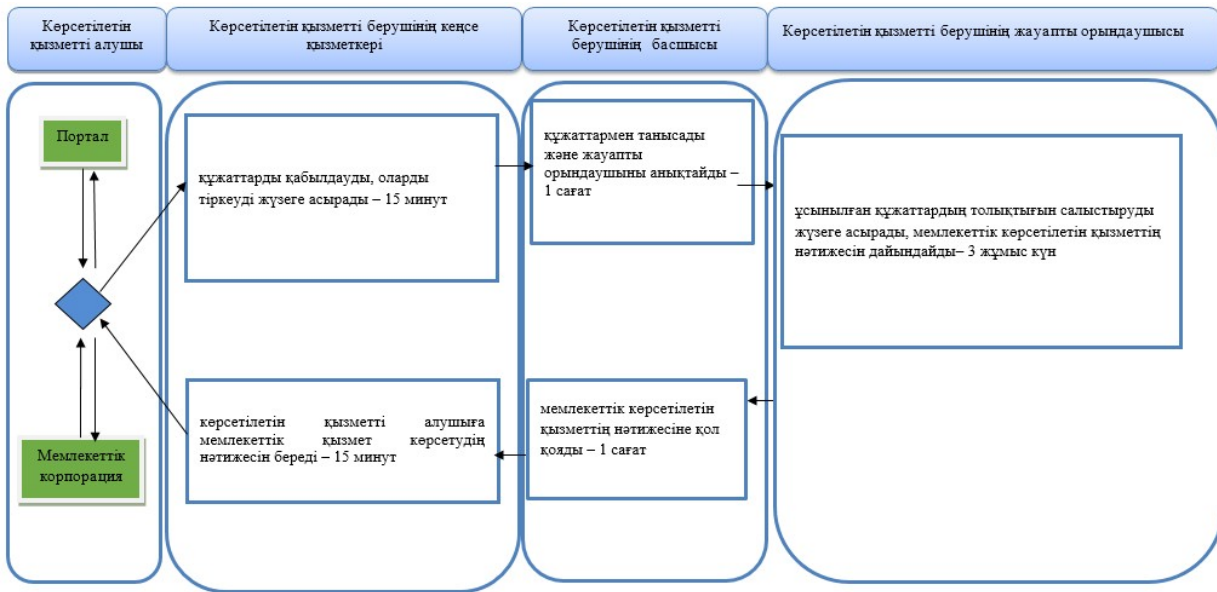 Көрсетілетін
қызметті алушы
Көрсетілетін қызметті берушінің кеңсе
қызметкері
Көрсетілетін қызметті
берушінің басшысы
Көрсетілетін қызметті берушінің жауапты орындаушысы
Портал
құжаттарды қабылдауды, оларды
тіркеуді жүзеге асырады – 15 минут
құжаттармен танысады
және жауапты
орындаушыны анықтайды –
1 сағат
ұсынылған құжаттардың толықтығын салыстыруды
жүзеге асырады, мемлекеттік көрсетілетін қызметтің
нәтижесін дайындайды– 3 жұмыс күн
Мемлекеттік
корпорация
көрсетілетін қызметті алушыға
мемлекеттік қызмет көрсетудің
нәтижесін береді – 15 минут
мемлекеттік көрсетілетін
қызметтің нәтижесіне қол
қояды – 1 сағат